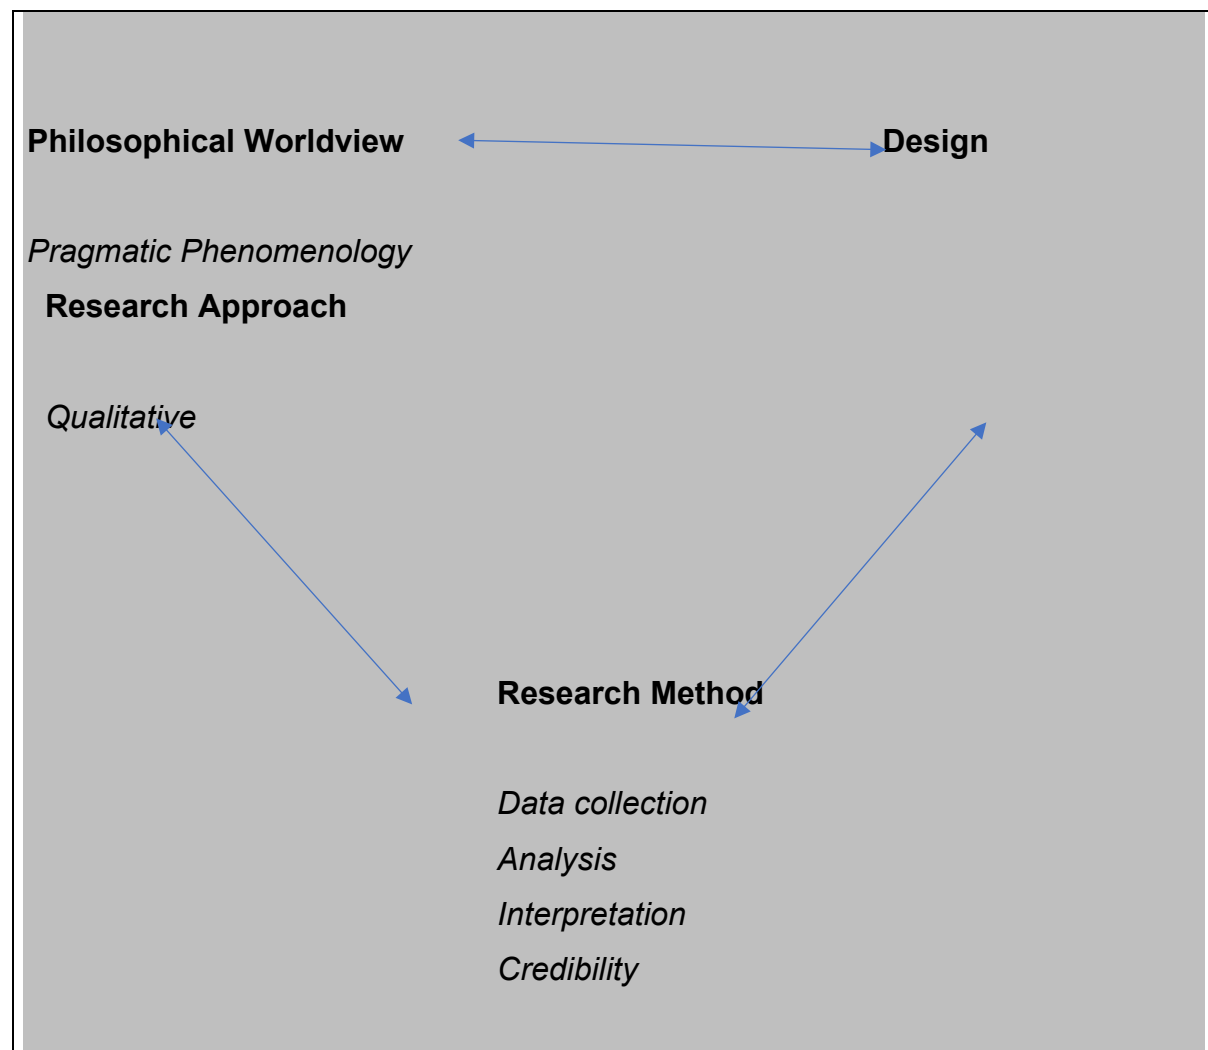 Philosophical Worldview Design
Pragmatic Phenomenology
Research Approach
Qualitative
Research Method
Data collection
Analysis
Interpretation
Credibility